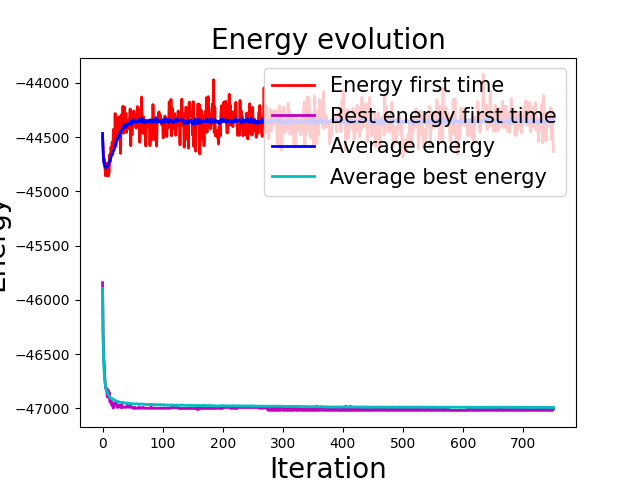 Energy evolution
Energy
−44000
−44500
−45000
−45500
−46000
−46500
−47000
Energy first time
Best energy first time
Average energy
Average best energy
0 100 200 300 400 500 600 700
Iteration